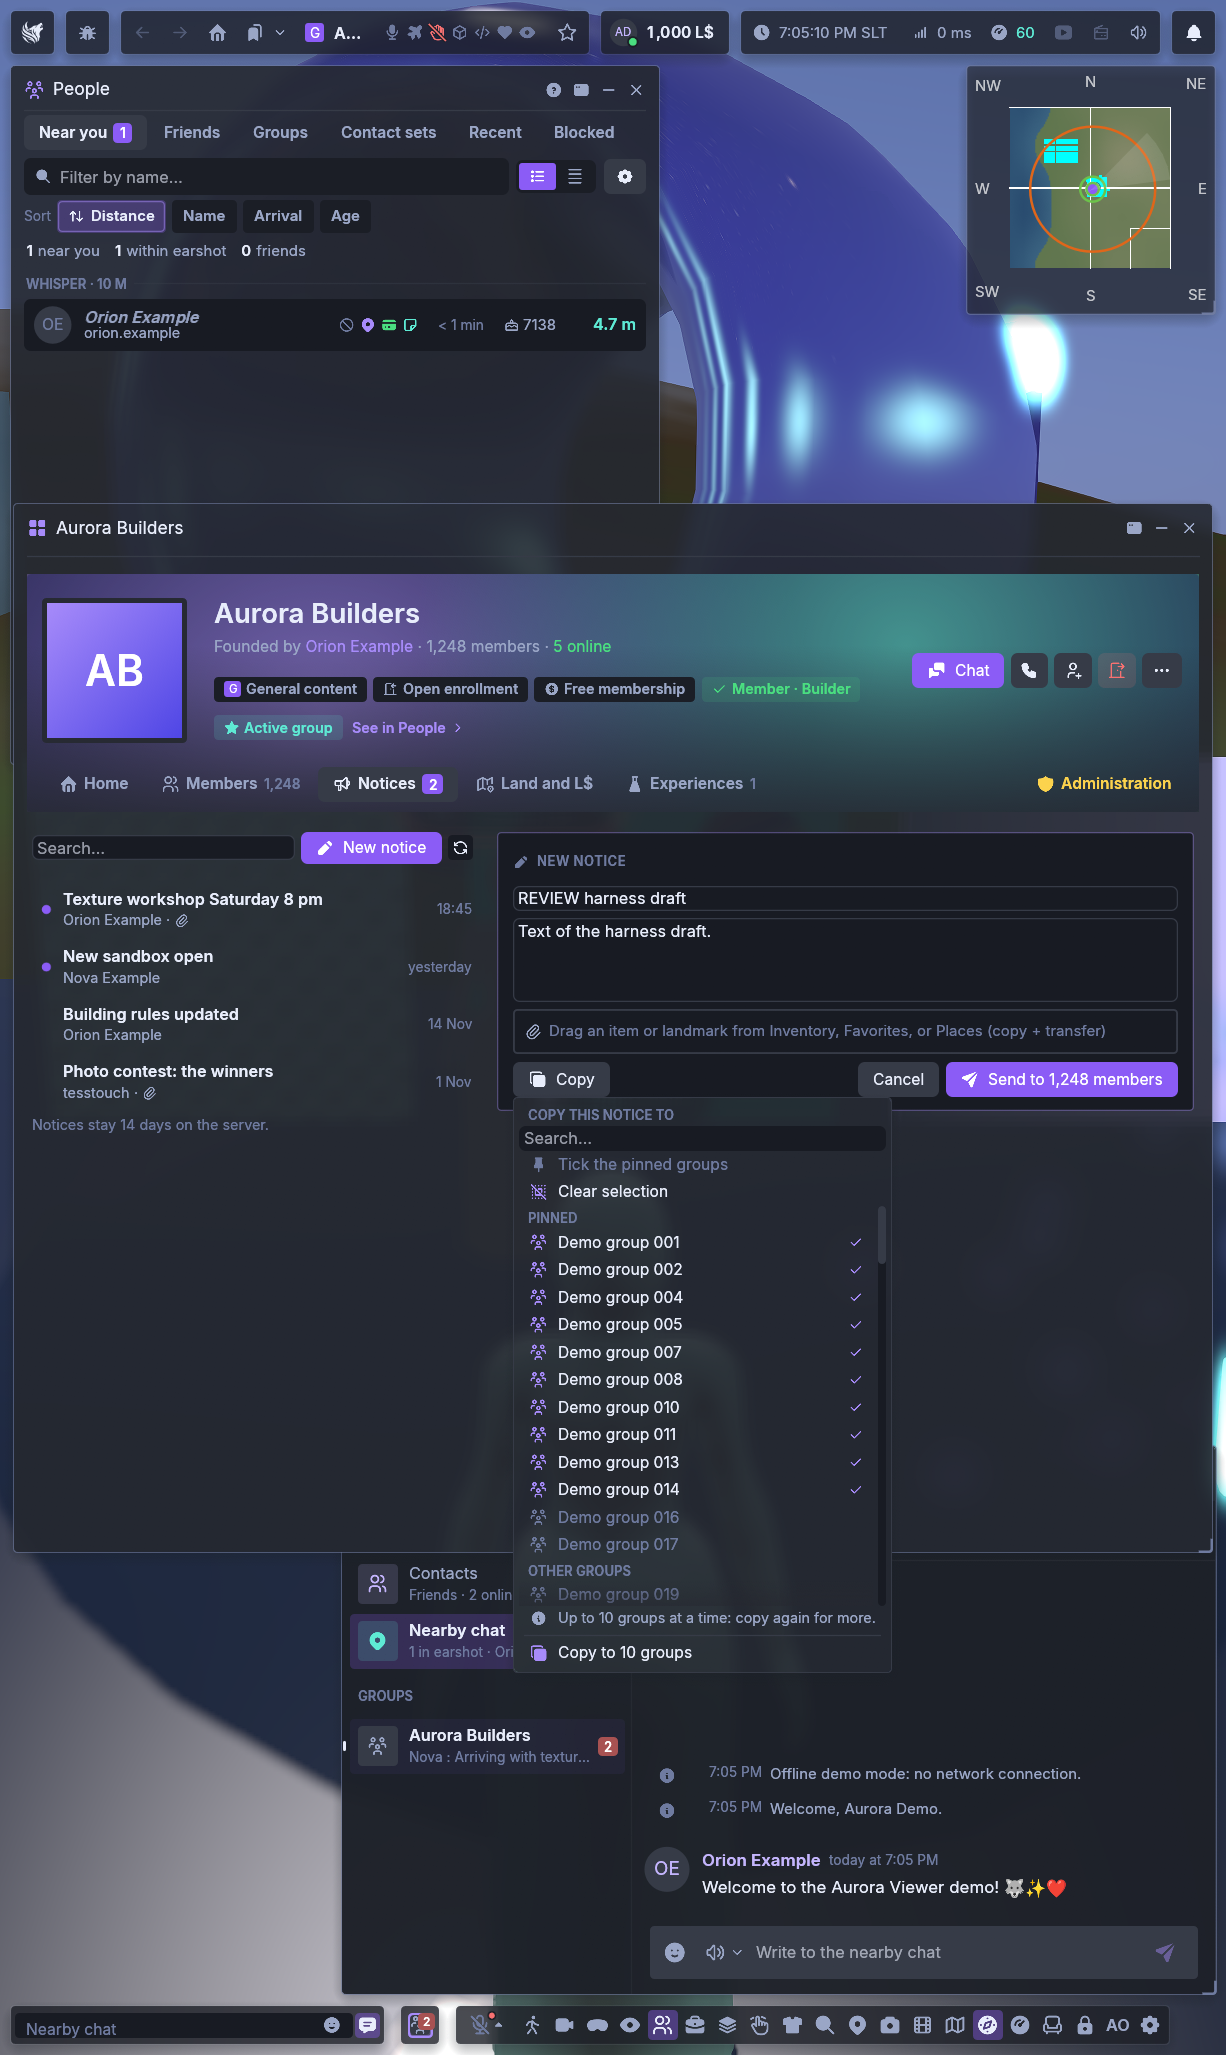 G A...
AD 1,000 L$
7:05:10 PM SLT 0 ms 60
People
Near you 1 Friends Groups Contact sets Recent Blocked
Filter by name...
Sort Distance Name Arrival Age
1 near you 1 within earshot 0 friends
WHISPER · 10 M
OE Orion Example
orion.example
< 1 min 7138 4.7 m
NW N NE
W E
SW S SE
Aurora Builders
AB
Aurora Builders
Founded by Orion Example · 1,248 members · 5 online
G General content Open enrollment Free membership Member · Builder
Active group See in People
Chat
Home Members 1,248 Notices 2 Land and L$ Experiences 1 Administration
Search... New notice
Texture workshop Saturday 8 pm
Orion Example ·
18:45
New sandbox open
Nova Example
yesterday
Building rules updated
Orion Example
14 Nov
Photo contest: the winners
tesstouch ·
1 Nov
Notices stay 14 days on the server.
NEW NOTICE
REVIEW harness draft
Text of the harness draft.
Drag an item or landmark from Inventory, Favorites, or Places (copy + transfer)
Copy Cancel Send to 1,248 members
COPY THIS NOTICE TO
Search...
Tick the pinned groups
Clear selection
PINNED
Demo group 001
Demo group 002
Demo group 004
Demo group 005
Demo group 007
Demo group 008
Demo group 010
Demo group 011
Demo group 013
Demo group 014
Demo group 016
Demo group 017
OTHER GROUPS
Demo group 019
Up to 10 groups at a time: copy again for more.
Copy to 10 groups
Contacts
Friends · 2 onlin
Nearby chat
1 in earshot · Ori
GROUPS
Aurora Builders
Nova : Arriving with textur...
2
7:05 PM Offline demo mode: no network connection.
7:05 PM Welcome, Aurora Demo.
OE Orion Example today at 7:05 PM
Welcome to the Aurora Viewer demo! 🐺✨❤️
Write to the nearby chat
Nearby chat
2
AO